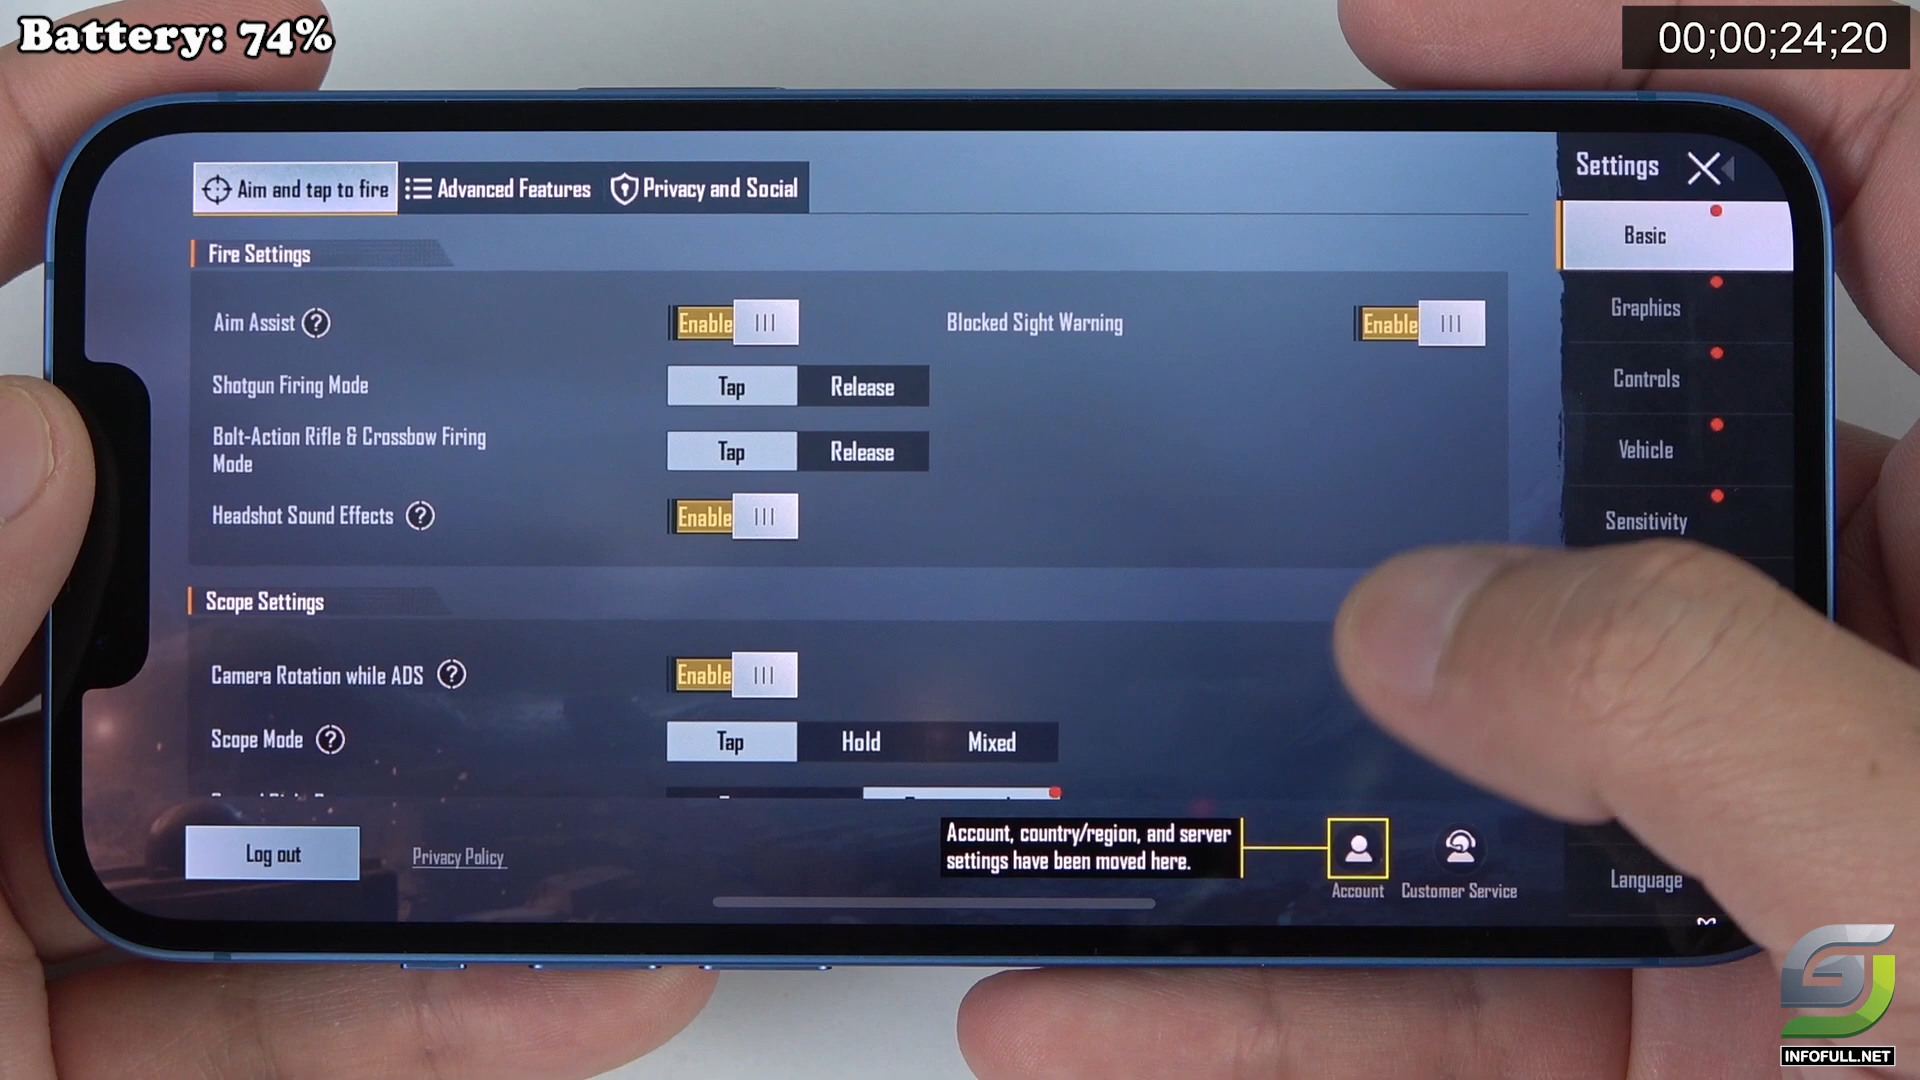 Battery: 74%
00;00;24;20
Aim and tap to fire
Advanced Features
Privacy and Social
Settings
Basic
Graphics
Controls
Vehicle
Sensitivity
Language
Fire Settings
Aim Assist ?
Enable
Blocked Sight Warning
Enable
Shotgun Firing Mode
Tap
Release
Bolt-Action Rifle & Crossbow Firing
Mode
Tap
Release
Headshot Sound Effects ?
Enable
Scope Settings
Camera Rotation while ADS ?
Enable
Scope Mode ?
Tap
Hold
Mixed
Log out
Privacy Policy
Account, country/region, and server
settings have been moved here.
Account
Customer Service
INFOFULL.NET